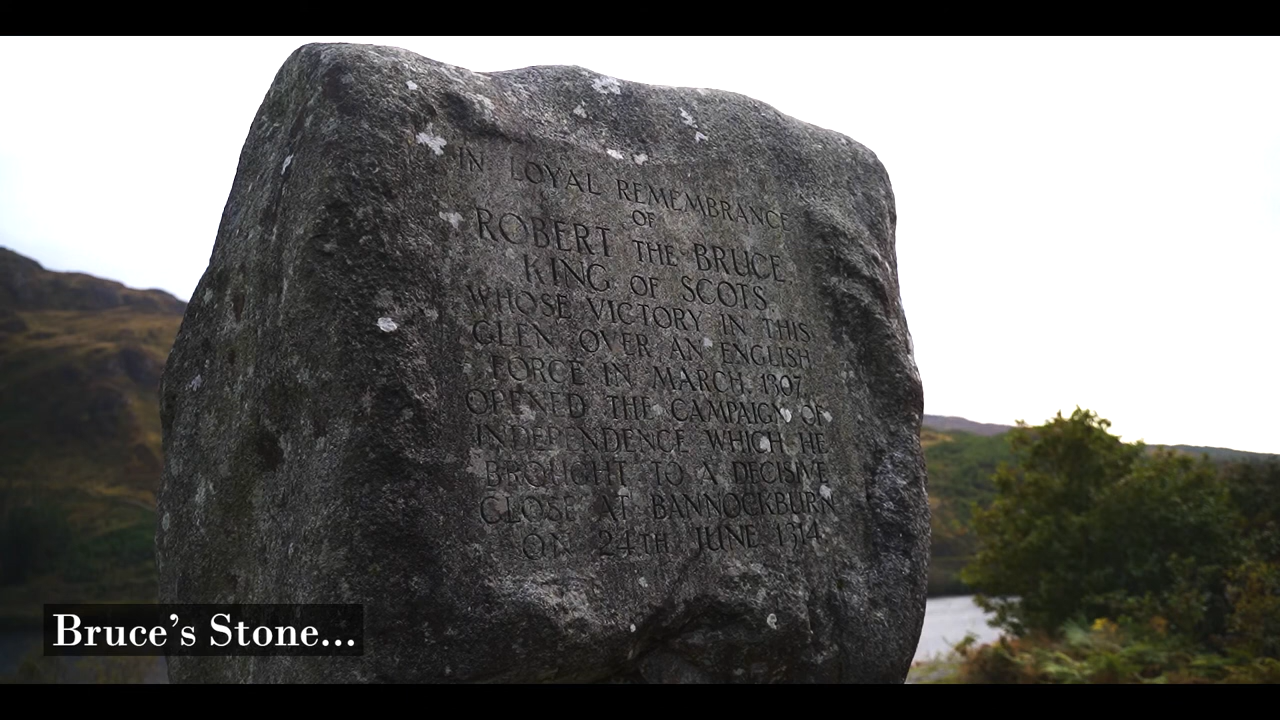 IN LOYAL REMEMBRANCE
OF
ROBERT THE BRUCE,
KING OF SCOTS,
WHOSE VICTORY IN THIS
GLEN OVER AN ENGLISH
FORCE IN MARCH, 1307,
OPENED THE CAMPAIGN OF
INDEPENDENCE WHICH HE
BROUGHT TO A DECISIVE
CLOSE AT BANNOCKBURN
ON 24TH JUNE 1314.
Bruce’s Stone...